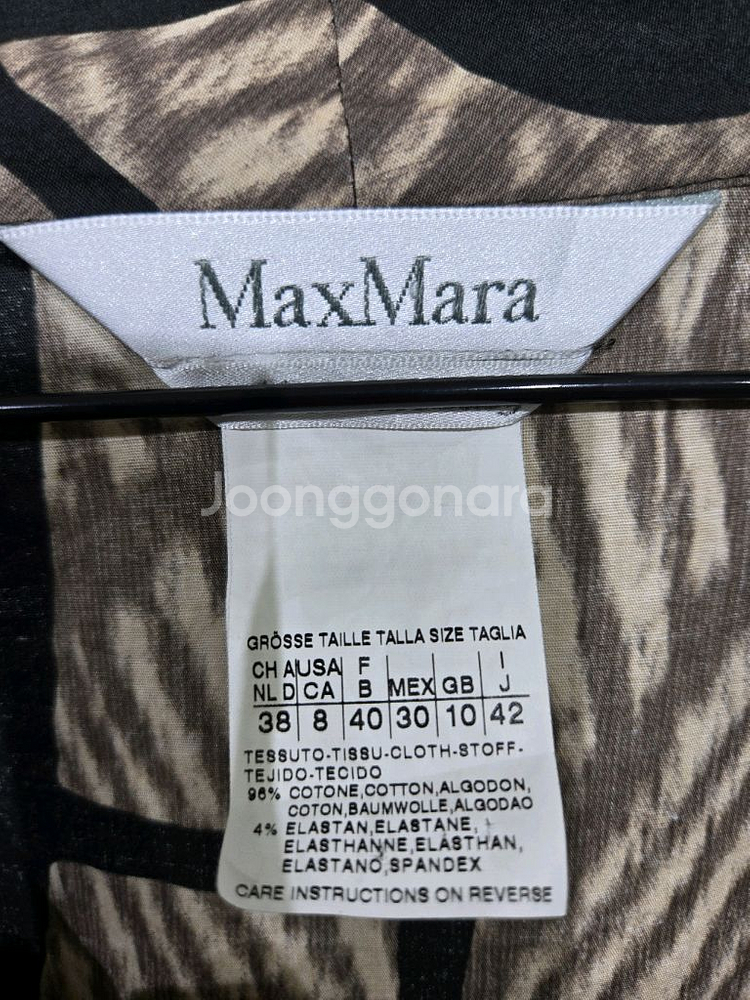 MaxMara
Joonggonara
GRÖSSE TAILLE TALLA SIZE TAGLIA
CH A USA F I
NL D CA B MEX GB J
38 8 40 30 10 42
TESSUTO-TISSU-CLOTH-STOFF-
TEJIDO-TECIDO
96% COTONE,COTTON,ALGODON,
COTON,BAUMWOLLE,ALGODAO
4% ELASTAN,ELASTANE,
ELASTHANNE,ELASTHAN,
ELASTANO,SPANDEX
CARE INSTRUCTIONS ON REVERSE